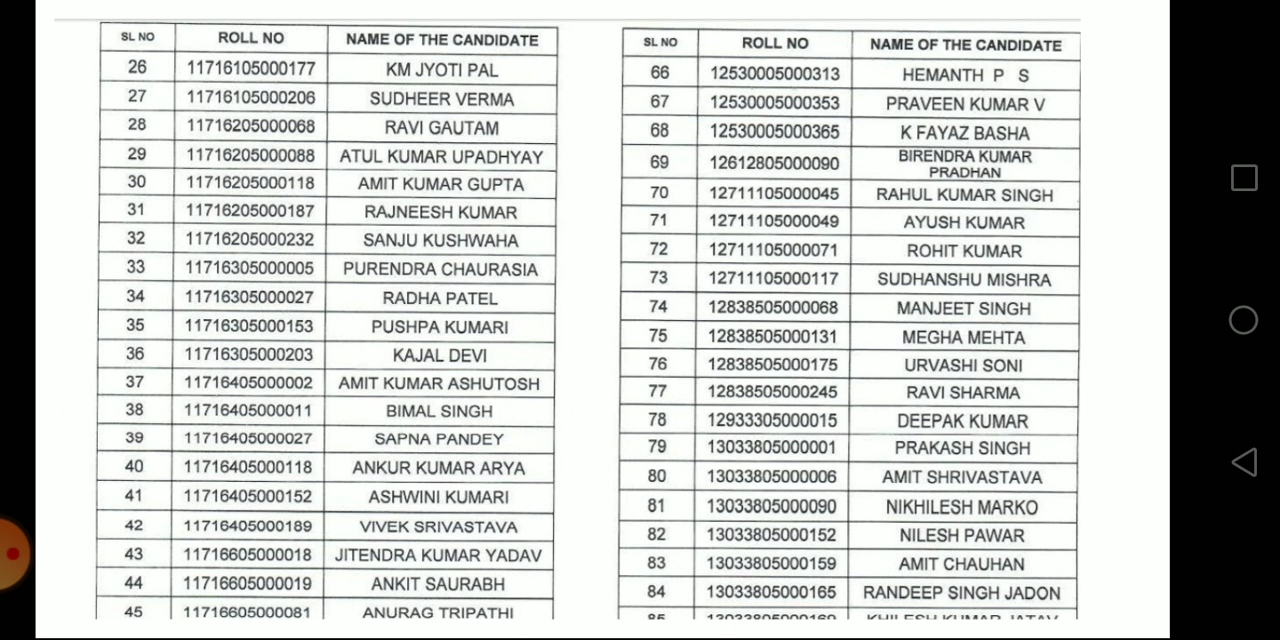 SL NO ROLL NO NAME OF THE CANDIDATE
26 11716105000177 KM JYOTI PAL
27 11716105000206 SUDHEER VERMA
28 11716205000068 RAVI GAUTAM
29 11716205000088 ATUL KUMAR UPADHYAY
30 11716205000118 AMIT KUMAR GUPTA
31 11716205000187 RAJNEESH KUMAR
32 11716205000232 SANJU KUSHWAHA
33 11716305000005 PURENDRA CHAURASIA
34 11716305000027 RADHA PATEL
35 11716305000153 PUSHPA KUMARI
36 11716305000203 KAJAL DEVI
37 11716405000002 AMIT KUMAR ASHUTOSH
38 11716405000011 BIMAL SINGH
39 11716405000027 SAPNA PANDEY
40 11716405000118 ANKUR KUMAR ARYA
41 11716405000152 ASHWINI KUMARI
42 11716405000189 VIVEK SRIVASTAVA
43 11716605000018 JITENDRA KUMAR YADAV
44 11716605000019 ANKIT SAURABH
45 11716605000081 ANURAG TRIPATHI
SL NO ROLL NO NAME OF THE CANDIDATE
66 12530005000313 HEMANTH P S
67 12530005000353 PRAVEEN KUMAR V
68 12530005000365 K FAYAZ BASHA
69 12612805000090 BIRENDRA KUMAR
PRADHAN
70 12711105000045 RAHUL KUMAR SINGH
71 12711105000049 AYUSH KUMAR
72 12711105000071 ROHIT KUMAR
73 12711105000117 SUDHANSHU MISHRA
74 12838505000068 MANJEET SINGH
75 12838505000131 MEGHA MEHTA
76 12838505000175 URVASHI SONI
77 12838505000245 RAVI SHARMA
78 12933305000015 DEEPAK KUMAR
79 13033805000001 PRAKASH SINGH
80 13033805000006 AMIT SHRIVASTAVA
81 13033805000090 NIKHILESH MARKO
82 13033805000152 NILESH PAWAR
83 13033805000159 AMIT CHAUHAN
84 13033805000165 RANDEEP SINGH JADON
85 13033805000169 KHILESH KUMAR JATAV